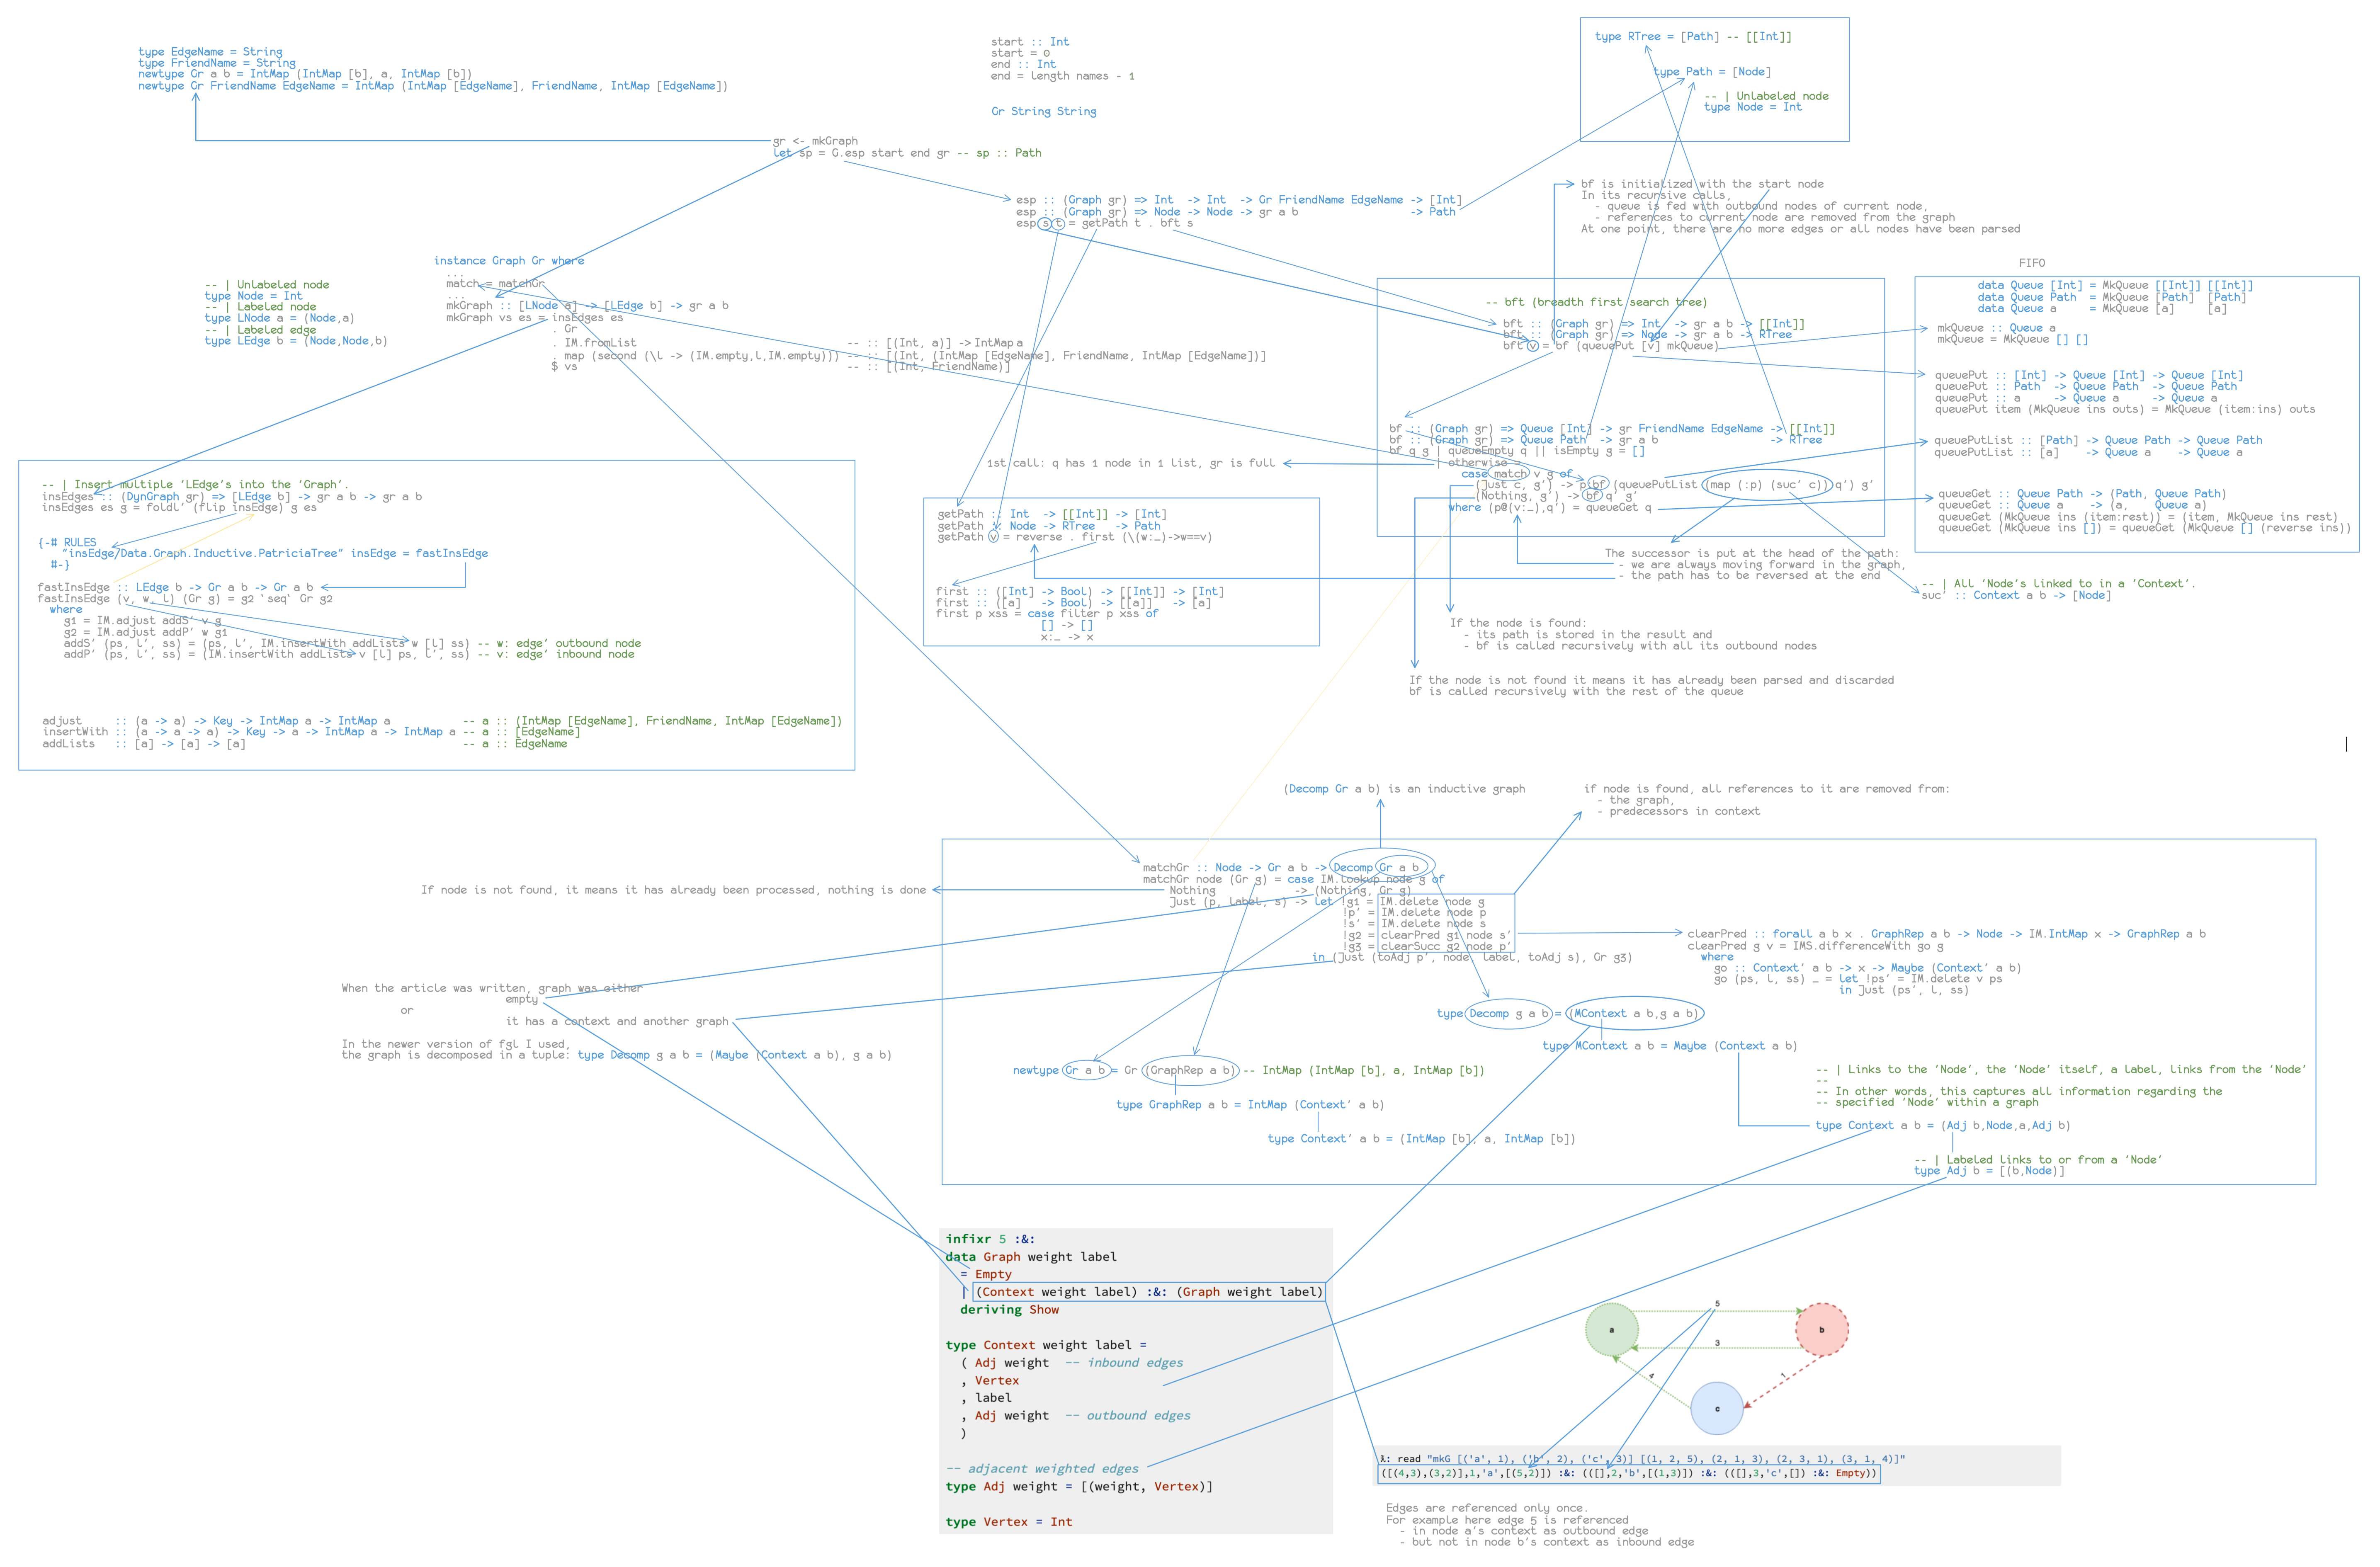 type EdgeName = String
type FriendName = String
newtype Gr a b = IntMap (IntMap [b], a, IntMap [b])
newtype Gr FriendName EdgeName = IntMap (IntMap [EdgeName], FriendName, IntMap [EdgeName])
start :: Int
start = 0
end :: Int
end = length names - 1
Gr String String
gr <- mkGraph
let sp = G.esp start end gr -- sp :: Path
type RTree = [Path] -- [[Int]]
type Path = [Node]
-- | Unlabeled node
type Node = Int
esp :: (Graph gr) => Int  -> Int  -> Gr FriendName EdgeName -> [Int]
esp :: (Graph gr) => Node -> Node -> gr a b                 -> Path
esp s t = getPath t . bft s
bf is initialized with the start node
In its recursive calls,
- queue is fed with outbound nodes of current node,
- references to current node are removed from the graph
At one point, there are no more edges or all nodes have been parsed
-- | Unlabeled node
type Node = Int
-- | Labeled node
type LNode a = (Node,a)
-- | Labeled edge
type LEdge b = (Node,Node,b)
instance Graph Gr where
...
match = matchGr
...
mkGraph :: [LNode a] -> [LEdge b] -> gr a b
mkGraph vs es = insEdges es
. Gr
. IM.fromList                                -- :: [(Int, a)] -> IntMap a
. map (second (\l -> (IM.empty,l,IM.empty))) -- :: [(Int, (IntMap [EdgeName], FriendName, IntMap [EdgeName])]
$ vs                                         -- :: [(Int, FriendName)]
-- bft (breadth first search tree)
bft :: (Graph gr) => Int  -> gr a b -> [[Int]]
bft :: (Graph gr) => Node -> gr a b -> RTree
bft v = bf (queuePut [v] mkQueue)
bf :: (Graph gr) => Queue [Int] -> gr FriendName EdgeName -> [[Int]]
bf :: (Graph gr) => Queue Path  -> gr a b                 -> RTree
bf q g | queueEmpty q || isEmpty g = []
| otherwise =
case match v g of
(Just c, g') -> p:bf (queuePutList (map (:p) (suc' c)) q') g'
(Nothing, g') -> bf q' g'
where (p@(v:_),q') = queueGet q
1st call: q has 1 node in 1 list, gr is full
FIFO
data Queue [Int] = MkQueue [[Int]] [[Int]]
data Queue Path  = MkQueue [Path]  [Path]
data Queue a     = MkQueue [a]     [a]
mkQueue :: Queue a
mkQueue = MkQueue [] []
queuePut :: [Int] -> Queue [Int] -> Queue [Int]
queuePut :: Path  -> Queue Path  -> Queue Path
queuePut :: a     -> Queue a     -> Queue a
queuePut item (MkQueue ins outs) = MkQueue (item:ins) outs
queuePutList :: [Path] -> Queue Path -> Queue Path
queuePutList :: [a]    -> Queue a    -> Queue a
queueGet :: Queue Path -> (Path, Queue Path)
queueGet :: Queue a    -> (a,    Queue a)
queueGet (MkQueue ins (item:rest)) = (item, MkQueue ins rest)
queueGet (MkQueue ins []) = queueGet (MkQueue [] (reverse ins))
-- | Insert multiple 'LEdge's into the 'Graph'.
insEdges :: (DynGraph gr) => [LEdge b] -> gr a b -> gr a b
insEdges es g = foldl' (flip insEdge) g es
{-# RULES
"insEdge/Data.Graph.Inductive.PatriciaTree" insEdge = fastInsEdge
#-}
fastInsEdge :: LEdge b -> Gr a b -> Gr a b
fastInsEdge (v, w, l) (Gr g) = g2 `seq` Gr g2
where
g1 = IM.adjust addS' v g
g2 = IM.adjust addP' w g1
addS' (ps, l', ss) = (ps, l', IM.insertWith addLists w [l] ss) -- w: edge' outbound node
addP' (ps, l', ss) = (IM.insertWith addLists v [l] ps, l', ss) -- v: edge' inbound node
adjust     :: (a -> a) -> Key -> IntMap a -> IntMap a           -- a :: (IntMap [EdgeName], FriendName, IntMap [EdgeName])
insertWith :: (a -> a -> a) -> Key -> a -> IntMap a -> IntMap a -- a :: [EdgeName]
addLists   :: [a] -> [a] -> [a]                                 -- a :: EdgeName
getPath :: Int  -> [[Int]] -> [Int]
getPath :: Node -> RTree   -> Path
getPath v = reverse . first (\(w:_)->w==v)
first :: ([Int] -> Bool) -> [[Int]] -> [Int]
first :: ([a]   -> Bool) -> [[a]]   -> [a]
first p xss = case filter p xss of
[] -> []
x:_ -> x
The successor is put at the head of the path:
- we are always moving forward in the graph,
- the path has to be reversed at the end
-- | All 'Node's linked to in a 'Context'.
suc' :: Context a b -> [Node]
If the node is found:
- its path is stored in the result and
- bf is called recursively with all its outbound nodes
If the node is not found it means it has already been parsed and discarded
bf is called recursively with the rest of the queue
(Decomp Gr a b) is an inductive graph
if node is found, all references to it are removed from:
- the graph,
- predecessors in context
matchGr :: Node -> Gr a b -> Decomp Gr a b
matchGr node (Gr g) = case IM.lookup node g of
Nothing            -> (Nothing, Gr g)
Just (p, label, s) -> let !g1 = IM.delete node g
!p' = IM.delete node p
!s' = IM.delete node s
!g2 = clearPred g1 node s'
!g3 = clearSucc g2 node p'
in (Just (toAdj p', node, label, toAdj s), Gr g3)
If node is not found, it means it has already been processed, nothing is done
clearPred :: forall a b x . GraphRep a b -> Node -> IM.IntMap x -> GraphRep a b
clearPred g v = IMS.differenceWith go g
where
go :: Context' a b -> x -> Maybe (Context' a b)
go (ps, l, ss) _ = let !ps' = IM.delete v ps
in Just (ps', l, ss)
When the article was written, graph was either
empty
or
it has a context and another graph
In the newer version of fgl I used,
the graph is decomposed in a tuple: type Decomp g a b = (Maybe (Context a b), g a b)
type Decomp g a b = (MContext a b,g a b)
type MContext a b = Maybe (Context a b)
newtype Gr a b = Gr (GraphRep a b) -- IntMap (IntMap [b], a, IntMap [b])
type GraphRep a b = IntMap (Context' a b)
type Context' a b = (IntMap [b], a, IntMap [b])
-- | Links to the 'Node', the 'Node' itself, a label, links from the 'Node'
--
-- In other words, this captures all information regarding the
-- specified 'Node' within a graph
type Context a b = (Adj b,Node,a,Adj b)
-- | Labeled links to or from a 'Node'
type Adj b = [(b,Node)]
infixr 5 :&:
data Graph weight label
= Empty
| (Context weight label) :&: (Graph weight label)
deriving Show
type Context weight label =
( Adj weight  -- inbound edges
, Vertex
, label
, Adj weight  -- outbound edges
)
-- adjacent weighted edges
type Adj weight = [(weight, Vertex)]
type Vertex = Int
5
a
b
3
4
1
c
λ: read "mkG [('a', 1), ('b', 2), ('c', 3)] [(1, 2, 5), (2, 1, 3), (2, 3, 1), (3, 1, 4)]"
([(4,3),(3,2)],1,'a',[(5,2)]) :&: (([],2,'b',[(1,3)]) :&: (([],3,'c',[]) :&: Empty))
Edges are referenced only once.
For example here edge 5 is referenced
- in node a's context as outbound edge
- but not in node b's context as inbound edge